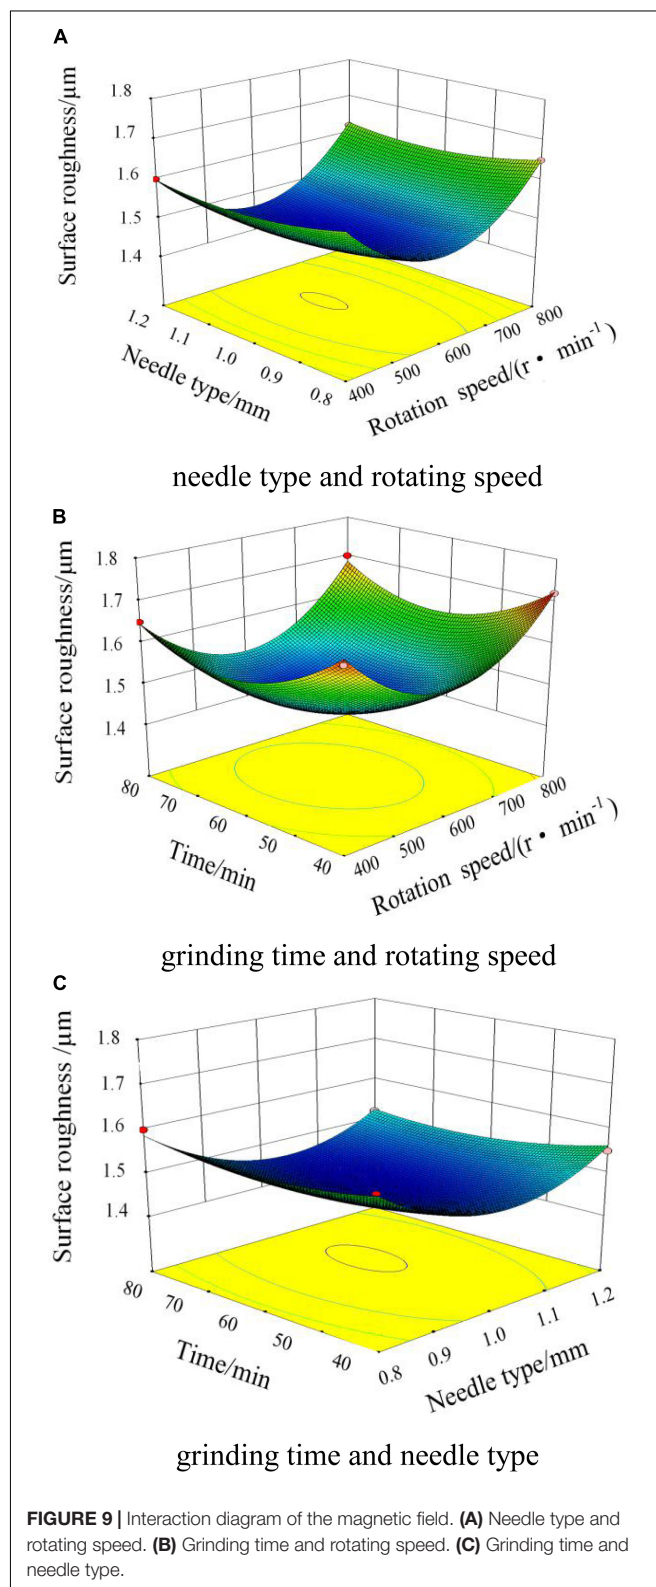 A
Surface roughness/μm
1.8
1.7
1.6
1.5
1.4
1.2
1.1
1.0
0.9
0.8
Needle type/mm
400
500
600
700
800
Rotation speed/(r • min-1)
needle type and rotating speed
B
Surface roughness/μm
1.8
1.7
1.6
1.5
1.4
80
70
60
50
40
Time/min
400
500
600
700
800
Rotation speed/(r • min-1)
grinding time and rotating speed
C
Surface roughness /μm
1.8
1.7
1.6
1.5
1.4
80
70
60
50
40
Time/min
0.8
0.9
1.0
1.1
1.2
Needle type/mm
grinding time and needle type
FIGURE 9 | Interaction diagram of the magnetic field. (A) Needle type and
rotating speed. (B) Grinding time and rotating speed. (C) Grinding time and
needle type.